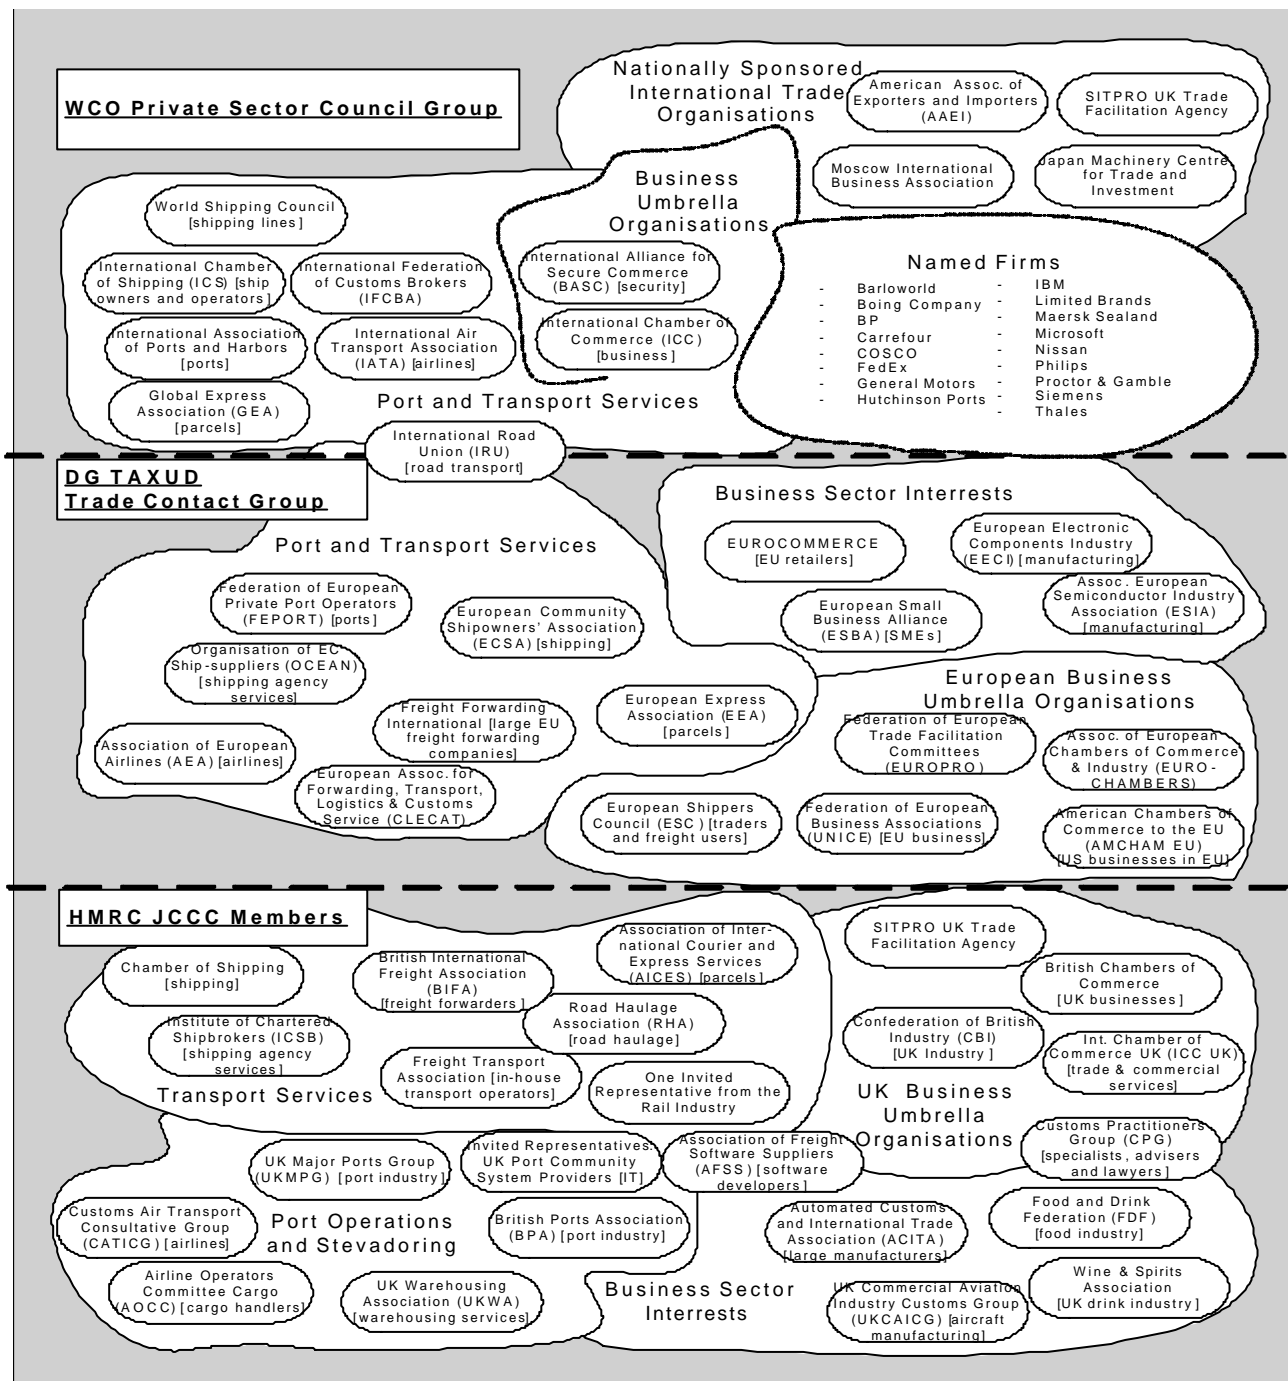 WCO Private Sector Council Group
Nationally Sponsored
International Trade
Organisations
American Assoc. of
Exporters and Importers
(AAEI)
SITPRO UK Trade
Facilitation Agency
Moscow International
Business Association
Japan Machinery Centre
for Trade and
Investment
Business
Umbrella
Organisations
International Alliance for
Secure Commerce
(BASC) [security]
International Chamber of
Commerce (ICC)
[business]
World Shipping Council
[shipping lines]
International Chamber
of Shipping (ICS) [ship
owners and operators]
International Federation
of Customs Brokers
(IFCBA)
International Association
of Ports and Harbors
[ports]
International Air
Transport Association
(IATA) [airlines]
Global Express
Association (GEA)
[parcels]
Port and Transport Services
Named Firms
- Barloworld
- Boing Company
- BP
- Carrefour
- COSCO
- FedEx
- General Motors
- Hutchinson Ports
- IBM
- Limited Brands
- Maersk Sealand
- Microsoft
- Nissan
- Philips
- Proctor & Gamble
- Siemens
- Thales
International Road
Union (IRU)
[road transport]
DG TAXUD
Trade Contact Group
Port and Transport Services
Federation of European
Private Port Operators
(FEPORT) [ports]
European Community
Shipowners' Association
(ECSA) [shipping]
Organisation of EC
Ship-suppliers (OCEAN)
[shipping agency
services]
Freight Forwarding
International [large EU
freight forwarding
companies]
European Express
Association (EEA)
[parcels]
Association of European
Airlines (AEA) [airlines]
European Assoc. for
Forwarding, Transport,
Logistics & Customs
Service (CLECAT)
Business Sector Interrests
EUROCOMMERCE
[EU retailers]
European Electronic
Components Industry
(EECI) [manufacturing]
European Small
Business Alliance
(ESBA) [SMEs]
Assoc. European
Semiconductor Industry
Association (ESIA)
[manufacturing]
European Business
Umbrella Organisations
Federation of European
Trade Facilitation
Committees
(EUROPRO)
Assoc. of European
Chambers of Commerce
& Industry (EURO-
CHAMBERS)
European Shippers
Council (ESC) [traders
and freight users]
Federation of European
Business Associations
(UNICE) [EU business]
American Chambers of
Commerce to the EU
(AMCHAM EU)
[US businesses in EU]
HMRC JCCC Members
Chamber of Shipping
[shipping]
British International
Freight Association
(BIFA)
[freight forwarders]
Association of Inter-
national Courier and
Express Services
(AICES) [parcels]
Institute of Chartered
Shipbrokers (ICSB)
[shipping agency
services]
Road Haulage
Association (RHA)
[road haulage]
Freight Transport
Association [in-house
transport operators]
One Invited
Representative from the
Rail Industry
Transport Services
SITPRO UK Trade
Facilitation Agency
British Chambers of
Commerce
[UK businesses]
Confederation of British
Industry (CBI)
[UK Industry]
Int. Chamber of
Commerce UK (ICC UK)
[trade & commercial
services]
UK Business
Umbrella
Organisations
Customs Practitioners
Group (CPG)
[specialists, advisers
and lawyers]
UK Major Ports Group
(UKMPG) [port industry]
Invited Representatives:
UK Port Community
System Providers [IT]
Association of Freight
Software Suppliers
(AFSS) [software
developers]
Customs Air Transport
Consultative Group
(CATICG) [airlines]
Port Operations
and Stevadoring
British Ports Association
(BPA) [port industry]
Airline Operators
Committee Cargo
(AOCC) [cargo handlers]
UK Warehousing
Association (UKWA)
[warehousing services]
Automated Customs
and International Trade
Association (ACITA)
[large manufacturers]
Food and Drink
Federation (FDF)
[food industry]
Business Sector
Interrests
UK Commercial Aviation
Industry Customs Group
(UKCAICG) [aircraft
manufacturing]
Wine & Spirits
Association
[UK drink industry]